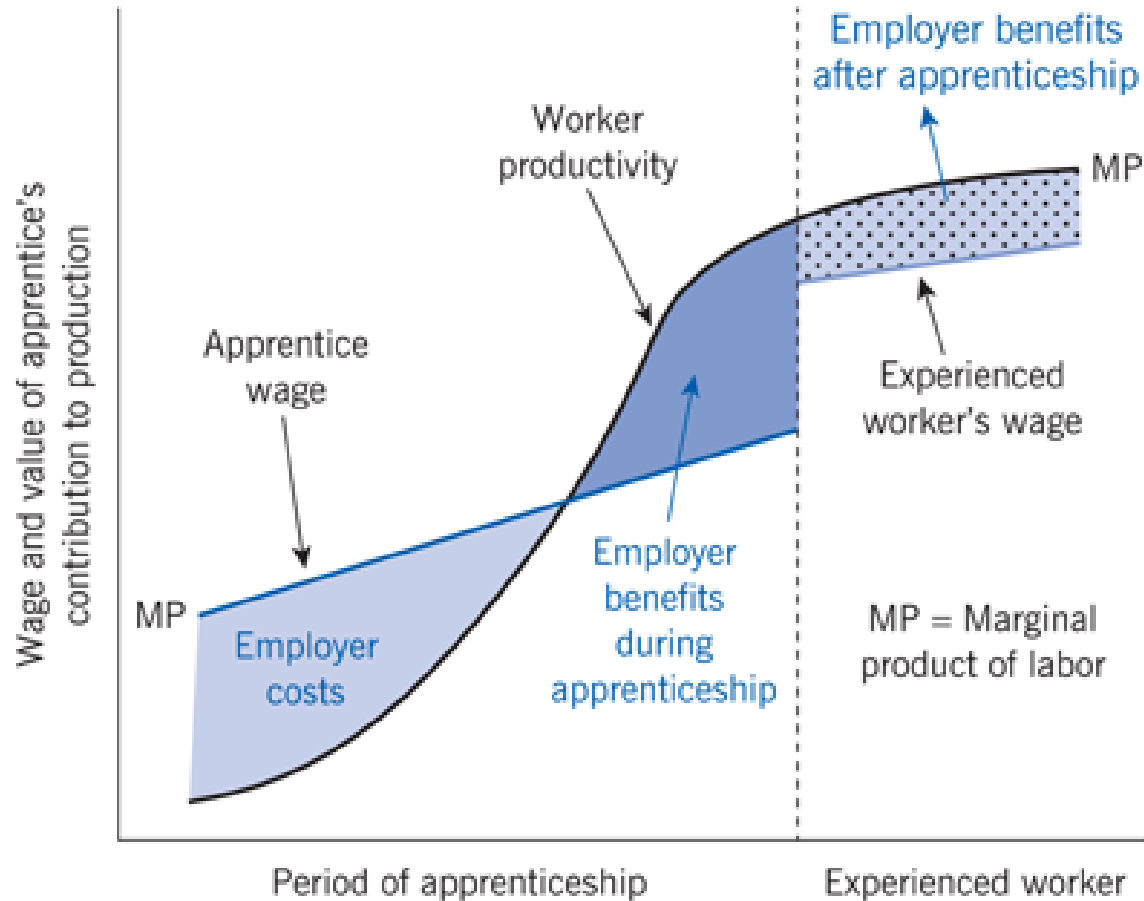 Employer benefits
after apprenticeship
Worker
productivity
MP
Wage and value of apprentice's
contribution to production
Apprentice
wage
Experienced
worker's wage
Employer
benefits
during
apprenticeship
MP
Employer
costs
MP = Marginal
product of labor
Period of apprenticeship
Experienced worker